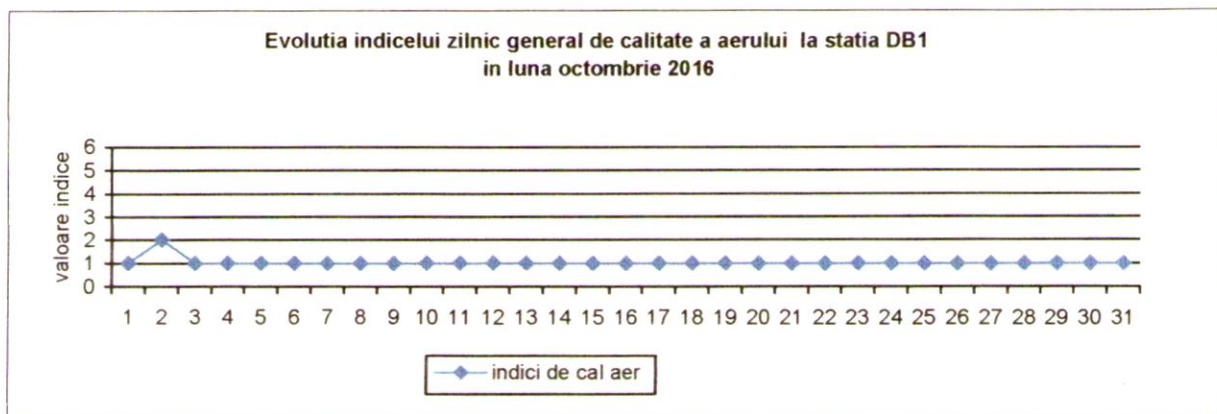 Evolutia indicelui zilnic general de calitate a aerului la statia DB1
in luna octombrie 2016
valoare indice
6
5
4
3
2
1
0
1 2 3 4 5 6 7 8 9 10 11 12 13 14 15 16 17 18 19 20 21 22 23 24 25 26 27 28 29 30 31
indici de cal aer